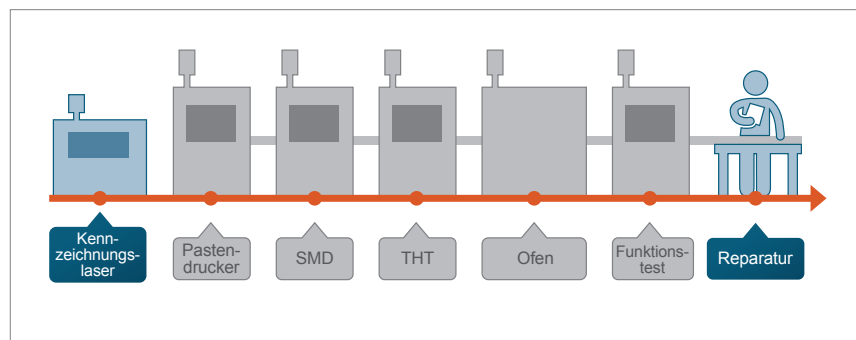 Kenn-
zeichnungs-
laser
Pasten-
drucker
SMD
THT
Ofen
Funktions-
test
Reparatur